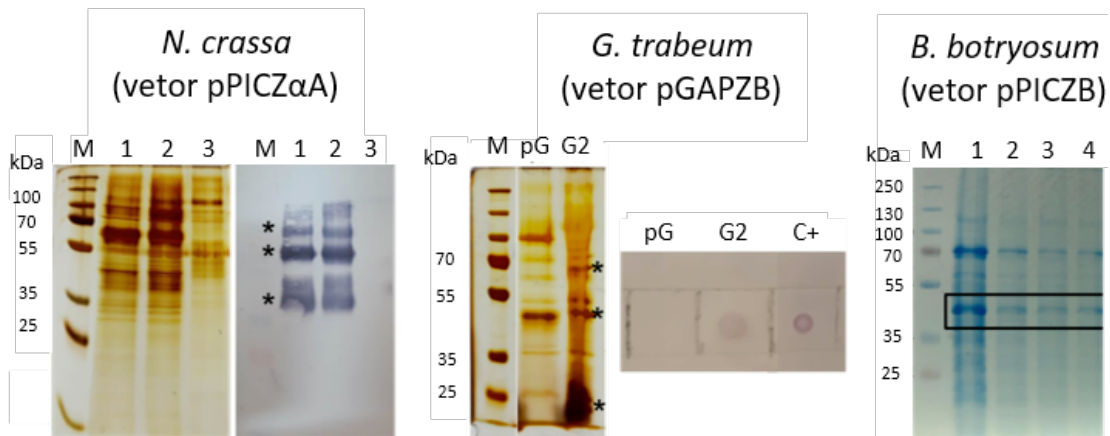 N. crassa
(vetor pPICZαA)
kDa
M 1 2 3
100
70
55
35
25
M 1 2 3
*
*
*
G. trabeum
(vetor pGAPZB)
kDa
M pG G2
70
55
35
25
*
*
*
pG G2 C+
B. botryosum
(vetor pPICZB)
kDa
M 1 2 3 4
250
130
100
70
55
35
25